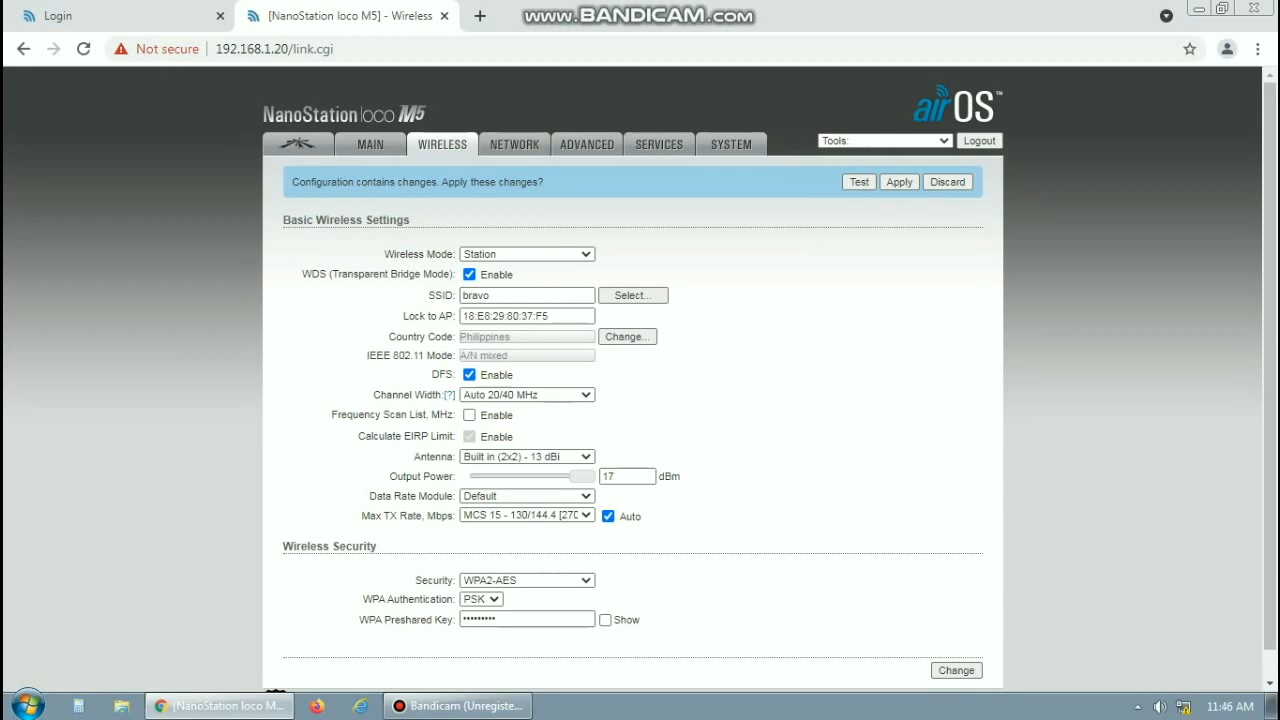 Login
[NanoStation loco M5] - Wireless
www.BANDICAM.com
Not secure
192.168.1.20/link.cgi
NanoStation loco M5
airOS™
MAIN
WIRELESS
NETWORK
ADVANCED
SERVICES
SYSTEM
Tools:
Logout
Configuration contains changes. Apply these changes?
Test
Apply
Discard
Basic Wireless Settings
Wireless Mode: Station
WDS (Transparent Bridge Mode): Enable
SSID: bravo Select...
Lock to AP: 18:E8:29:80:37:F5
Country Code: Philippines Change...
IEEE 802.11 Mode: A/N mixed
DFS: Enable
Channel Width:[?] Auto 20/40 MHz
Frequency Scan List, MHz: Enable
Calculate EIRP Limit: Enable
Antenna: Built in (2x2) - 13 dBi
Output Power: 17 dBm
Data Rate Module: Default
Max TX Rate, Mbps: MCS 15 - 130/144.4 [270 Auto
Wireless Security
Security: WPA2-AES
WPA Authentication: PSK
WPA Preshared Key: ••••••••• Show
Change
[NanoStation loco M...
Bandicam (Unregiste...
11:46 AM